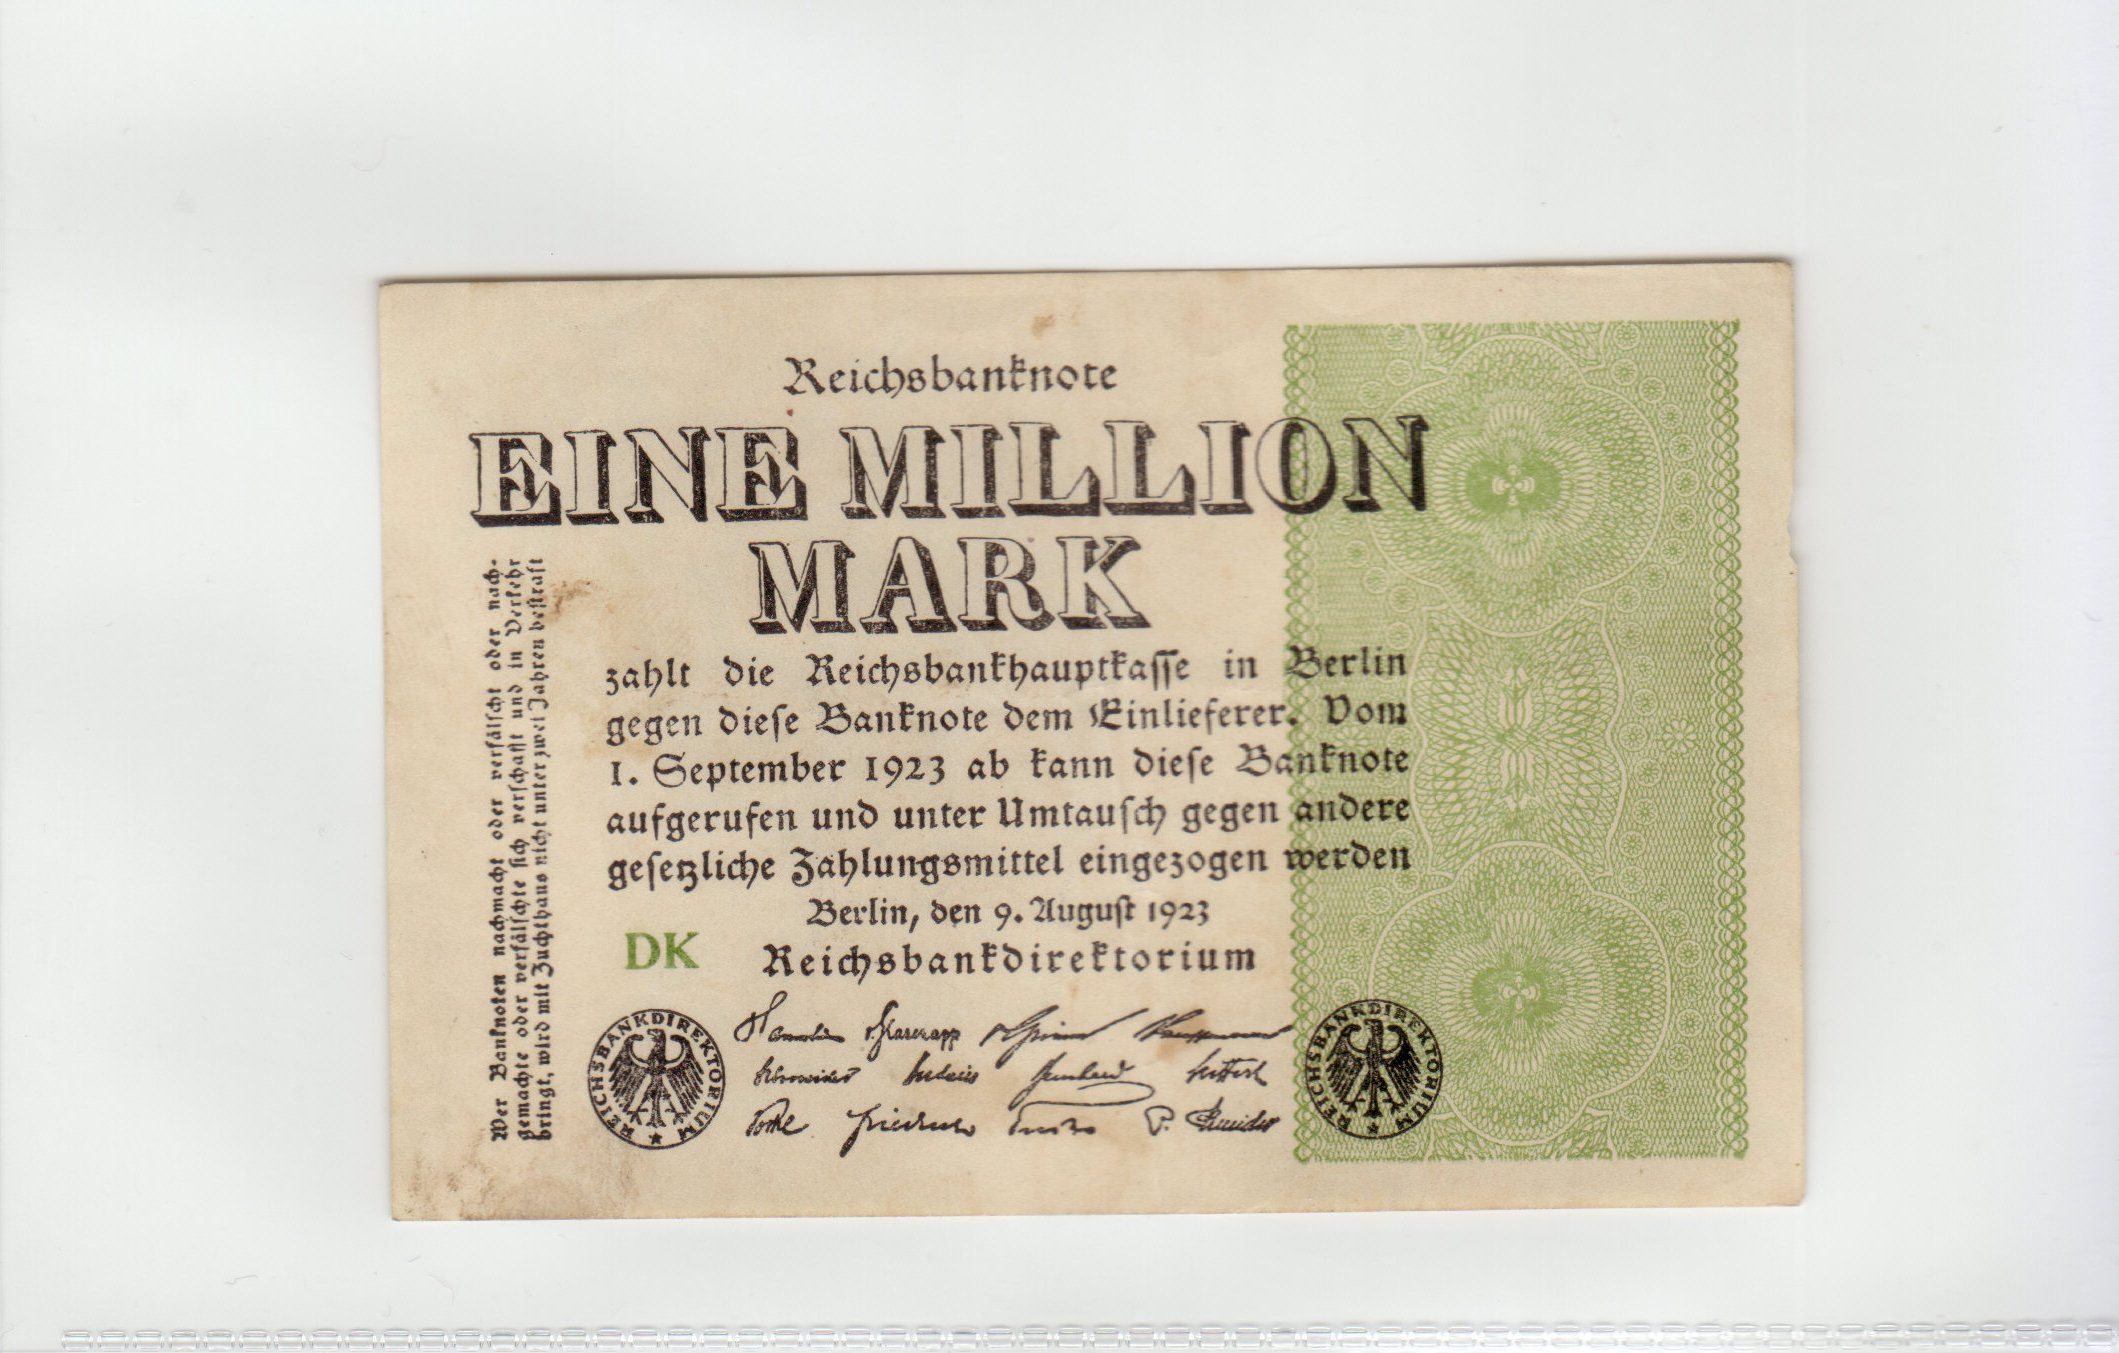 Reichsbanknote
EINE MILLION
MARK
zahlt die Reichsbankhauptkasse in Berlin
gegen diese Banknote dem Einlieferer. Vom
1. September 1923 ab kann diese Banknote
aufgerufen und unter Umtausch gegen andere
gesetzliche Zahlungsmittel eingezogen werden
Berlin, den 9. August 1923
DK
Reichsbankdirektorium
Wer Banknoten nachmacht oder verfälscht oder nach-
gemachte oder verfälschte sich verschafft und in Verkehr
bringt, wird mit Zuchthaus nicht unter zwei Jahren bestraft
REICHSBANKDIREKTORIUM
REICHSBANKDIREKTORIUM